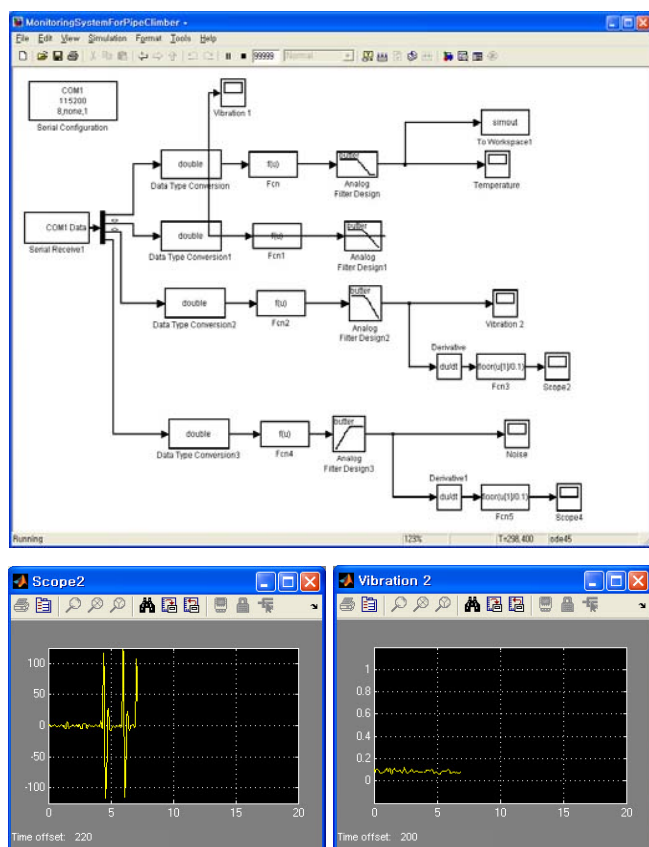 MonitoringSystemForPipeClimber *
File Edit View Simulation Format Tools Help
99999 Normal
COM1
115200
8,none,1
Serial Configuration
Vibration 1
simout
To Workspace1
double
Data Type Conversion
f(u)
Fcn
butter
Analog
Filter Design
Temperature
COM1 Data
Serial Receive1
double
Data Type Conversion1
f(u)
Fcn1
butter
Analog
Filter Design1
double
Data Type Conversion2
f(u)
Fcn2
butter
Analog
Filter Design2
Vibration 2
Derivative
du/dt
floor(u[1]/0.1)
Fcn3
Scope2
double
Data Type Conversion3
f(u)
Fcn4
butter
Analog
Filter Design3
Noise
Derivative1
du/dt
floor(u[1]/0.1)
Fcn5
Scope4
Running 123% T=298,400 ode45
Scope2
100
50
0
-50
-100
0 5 10 15 20
Time offset: 220
Vibration 2
1
0.8
0.6
0.4
0.2
0
0 5 10 15 20
Time offset: 200